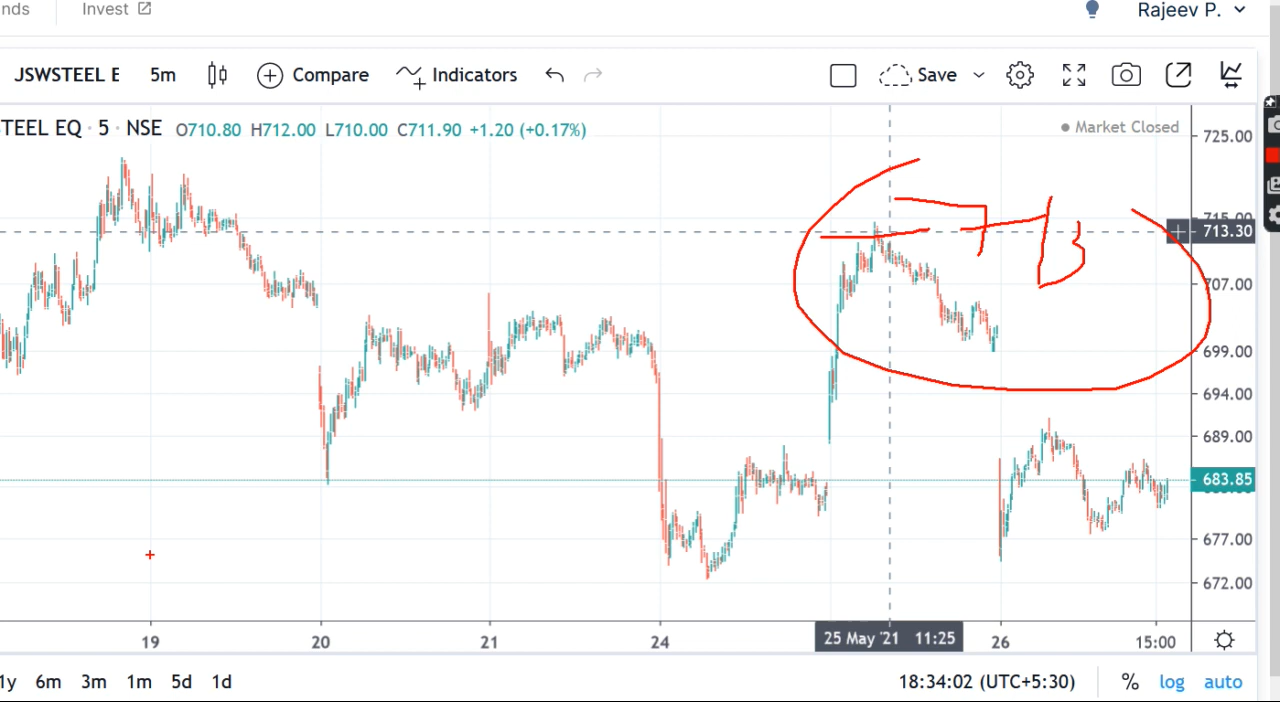 nds Invest Rajeev P.
JSWSTEEL E 5m Compare Indicators Save
TEEL EQ · 5 · NSE O710.80 H712.00 L710.00 C711.90 +1.20 (+0.17%) Market Closed
725.00
715.00
713.30
713
707.00
699.00
694.00
689.00
683.85
677.00
672.00
19 20 21 24 25 May '21 11:25 26 15:00
1y 6m 3m 1m 5d 1d 18:34:02 (UTC+5:30) % log auto